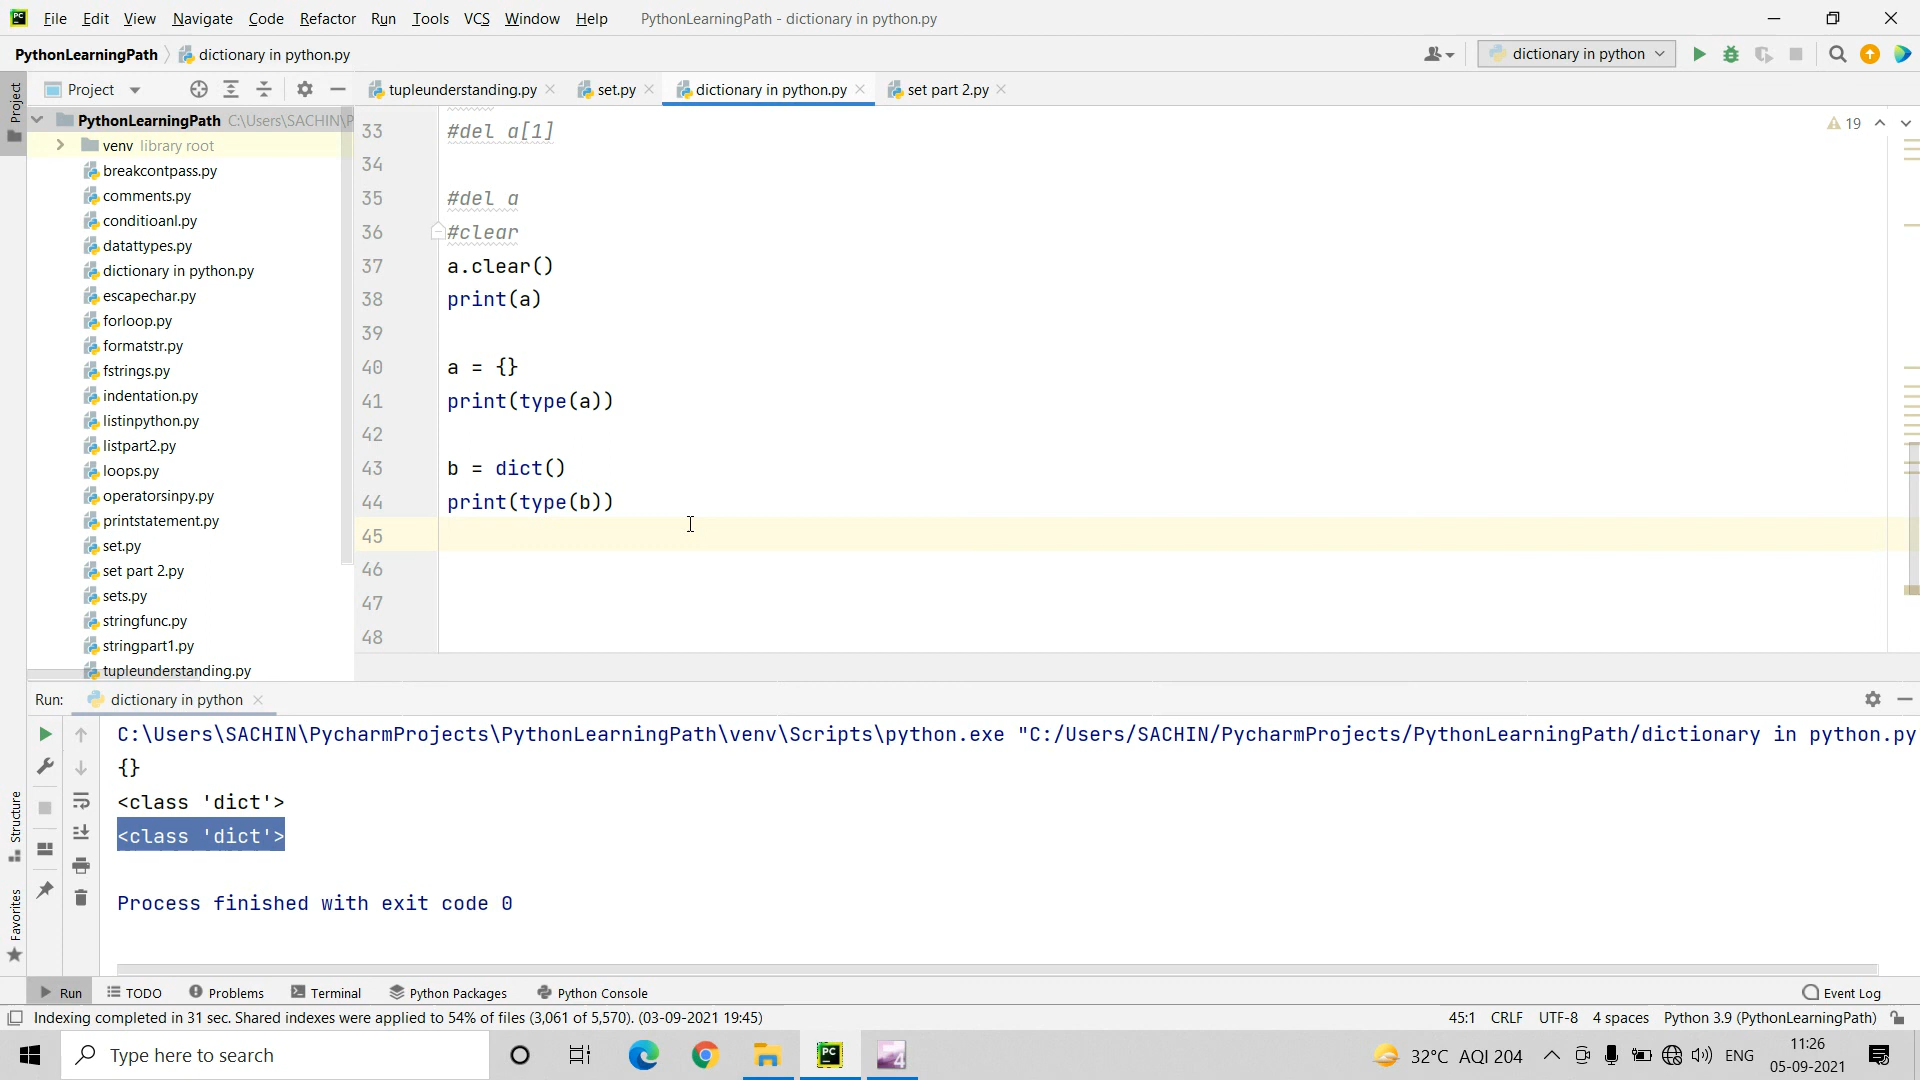 File Edit View Navigate Code Refactor Run Tools VCS Window Help PythonLearningPath - dictionary in python.py
PythonLearningPath dictionary in python.py dictionary in python
Project Project tupleunderstanding.py set.py dictionary in python.py set part 2.py
PythonLearningPath C:\Users\SACHIN\P
venv library root
breakcontpass.py
comments.py
conditioanl.py
datattypes.py
dictionary in python.py
escapechar.py
forloop.py
formatstr.py
fstrings.py
indentation.py
listinpython.py
listpart2.py
loops.py
operatorsinpy.py
printstatement.py
set.py
set part 2.py
sets.py
stringfunc.py
stringpart1.py
tupleunderstanding.py
33 #del a[1]
19
34
35 #del a
36 #clear
37 a.clear()
38 print(a)
39
40 a = {}
41 print(type(a))
42
43 b = dict()
44 print(type(b))
45
46
47
48
Run: dictionary in python
C:\Users\SACHIN\PycharmProjects\PythonLearningPath\venv\Scripts\python.exe "C:/Users/SACHIN/PycharmProjects/PythonLearningPath/dictionary in python.py
{}
<class 'dict'>
<class 'dict'>
Process finished with exit code 0
Structure
Favorites
Run TODO Problems Terminal Python Packages Python Console Event Log
Indexing completed in 31 sec. Shared indexes were applied to 54% of files (3,061 of 5,570). (03-09-2021 19:45) 45:1 CRLF UTF-8 4 spaces Python 3.9 (PythonLearningPath)
Type here to search PC 4 32°C AQI 204 ENG 11:26
05-09-2021